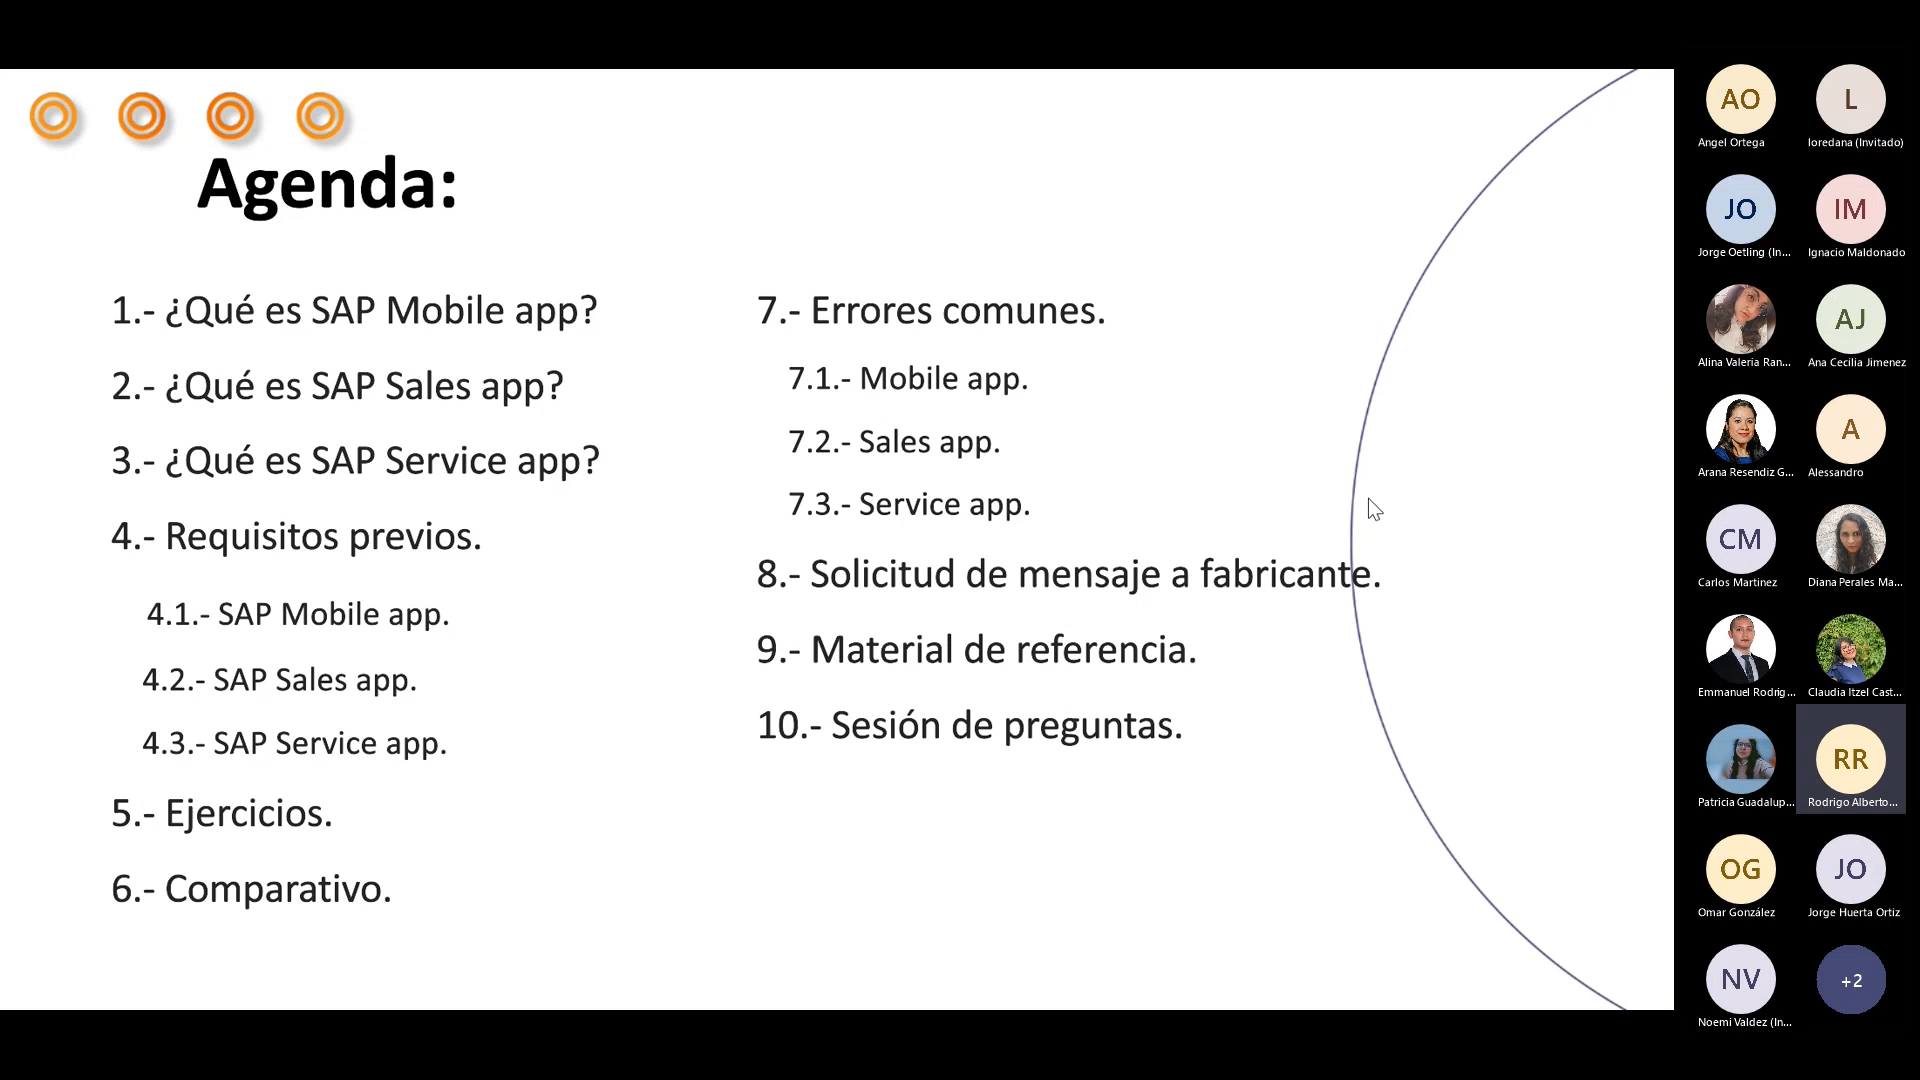 Agenda:
1.- ¿Qué es SAP Mobile app?
2.- ¿Qué es SAP Sales app?
3.- ¿Qué es SAP Service app?
4.- Requisitos previos.
4.1.- SAP Mobile app.
4.2.- SAP Sales app.
4.3.- SAP Service app.
5.- Ejercicios.
6.- Comparativo.
7.- Errores comunes.
7.1.- Mobile app.
7.2.- Sales app.
7.3.- Service app.
8.- Solicitud de mensaje a fabricante.
9.- Material de referencia.
10.- Sesión de preguntas.
AO
Angel Ortega
L
loredana (Invitado)
JO
Jorge Oetling (In...
IM
Ignacio Maldonado
Alina Valeria Ran...
AJ
Ana Cecilia Jimenez
Arana Resendiz G...
A
Alessandro
CM
Carlos Martinez
Diana Perales Ma...
Emmanuel Rodrig...
Claudia Itzel Cast...
Patricia Guadalup...
RR
Rodrigo Alberto...
OG
Omar González
JO
Jorge Huerta Ortiz
NV
Noemi Valdez (In...
+2